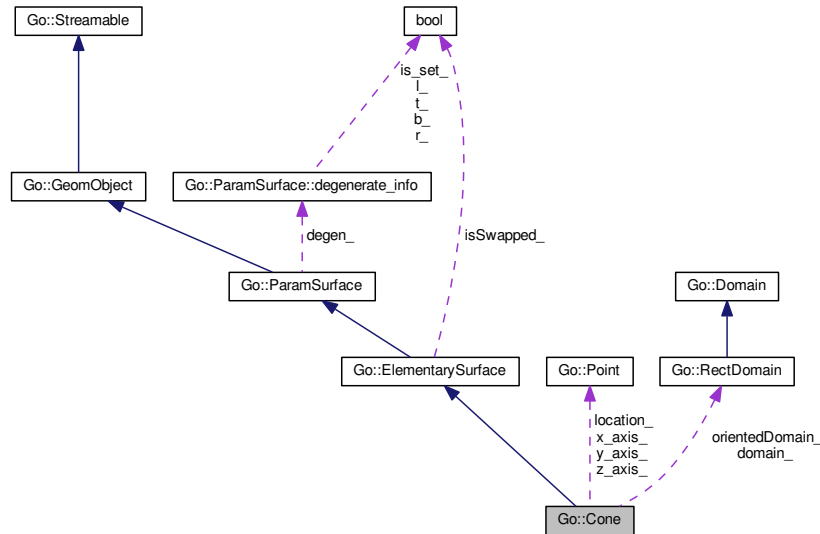 Go::Streamable
bool
is_set_
l_
t_
b_
r_
Go::GeomObject
Go::ParamSurface::degenerate_info
degen_
isSwapped_
Go::ParamSurface
Go::Domain
Go::ElementarySurface
Go::Point
Go::RectDomain
location_
x_axis_
y_axis_
z_axis_
orientedDomain_
domain_
Go::Cone